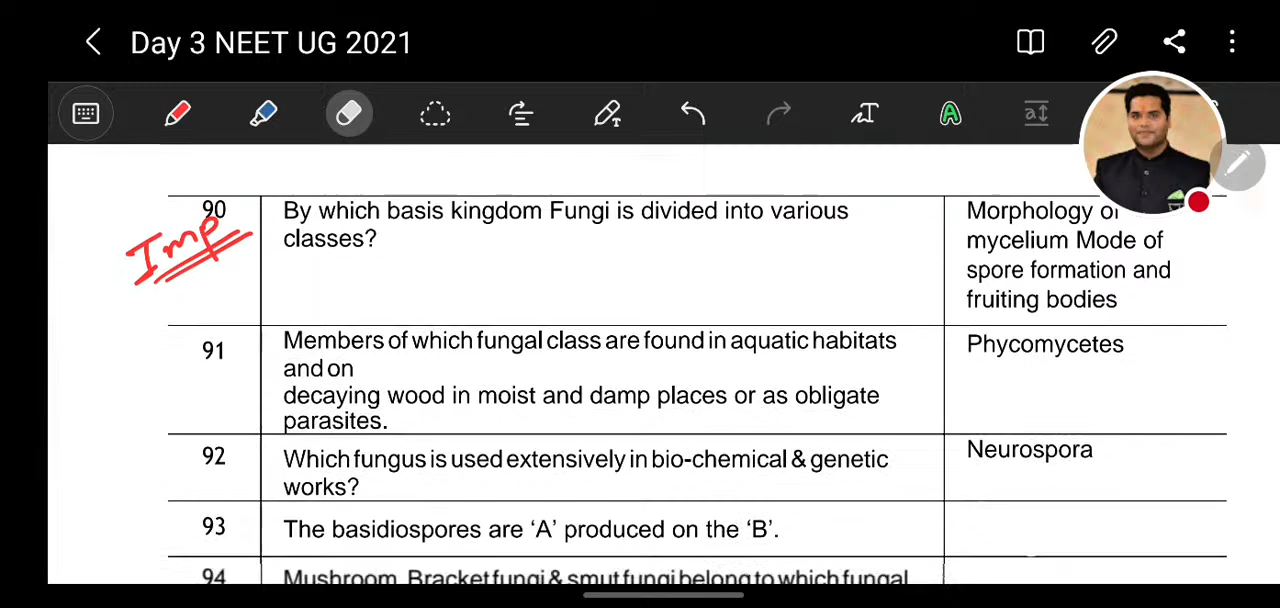 Day 3 NEET UG 2021
90
Imp
By which basis kingdom Fungi is divided into various
classes?
Morphology of
mycelium Mode of
spore formation and
fruiting bodies
91
Members of which fungal class are found in aquatic habitats
and on
decaying wood in moist and damp places or as obligate
parasites.
Phycomycetes
92
Which fungus is used extensively in bio-chemical & genetic
works?
Neurospora
93
The basidiospores are ‘A’ produced on the ‘B’.
94
Mushroom, Bracket fungi & smut fungi belong to which fungal